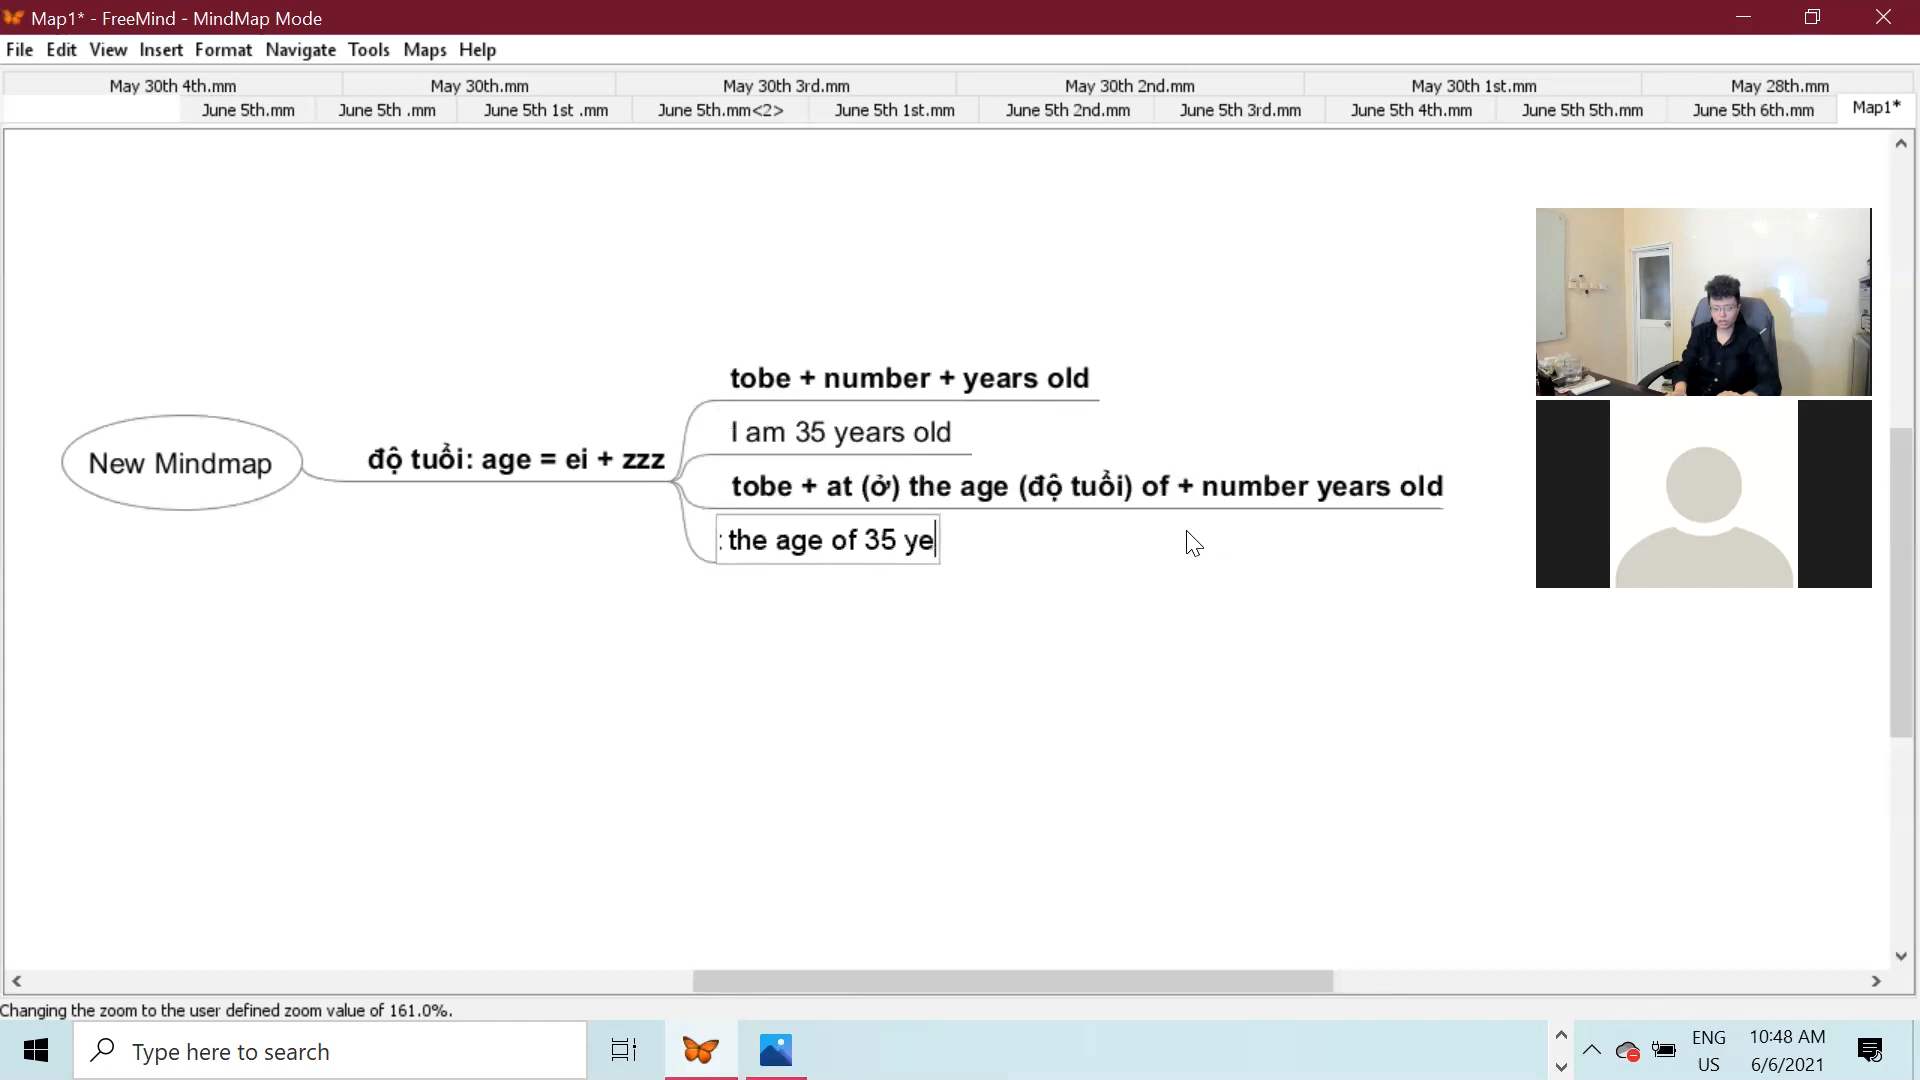 Map1* - FreeMind - MindMap Mode
File Edit View Insert Format Navigate Tools Maps Help
May 30th 4th.mm May 30th.mm May 30th 3rd.mm May 30th 2nd.mm May 30th 1st.mm May 28th.mm
June 5th.mm June 5th .mm June 5th 1st .mm June 5th.mm<2> June 5th 1st.mm June 5th 2nd.mm June 5th 3rd.mm June 5th 4th.mm June 5th 5th.mm June 5th 6th.mm Map1*
New Mindmap
độ tuổi: age = ei + zzz
tobe + number + years old
I am 35 years old
tobe + at (ở) the age (độ tuổi) of + number years old
the age of 35 ye
Changing the zoom to the user defined zoom value of 161.0%.
Type here to search
ENG
US
10:48 AM
6/6/2021